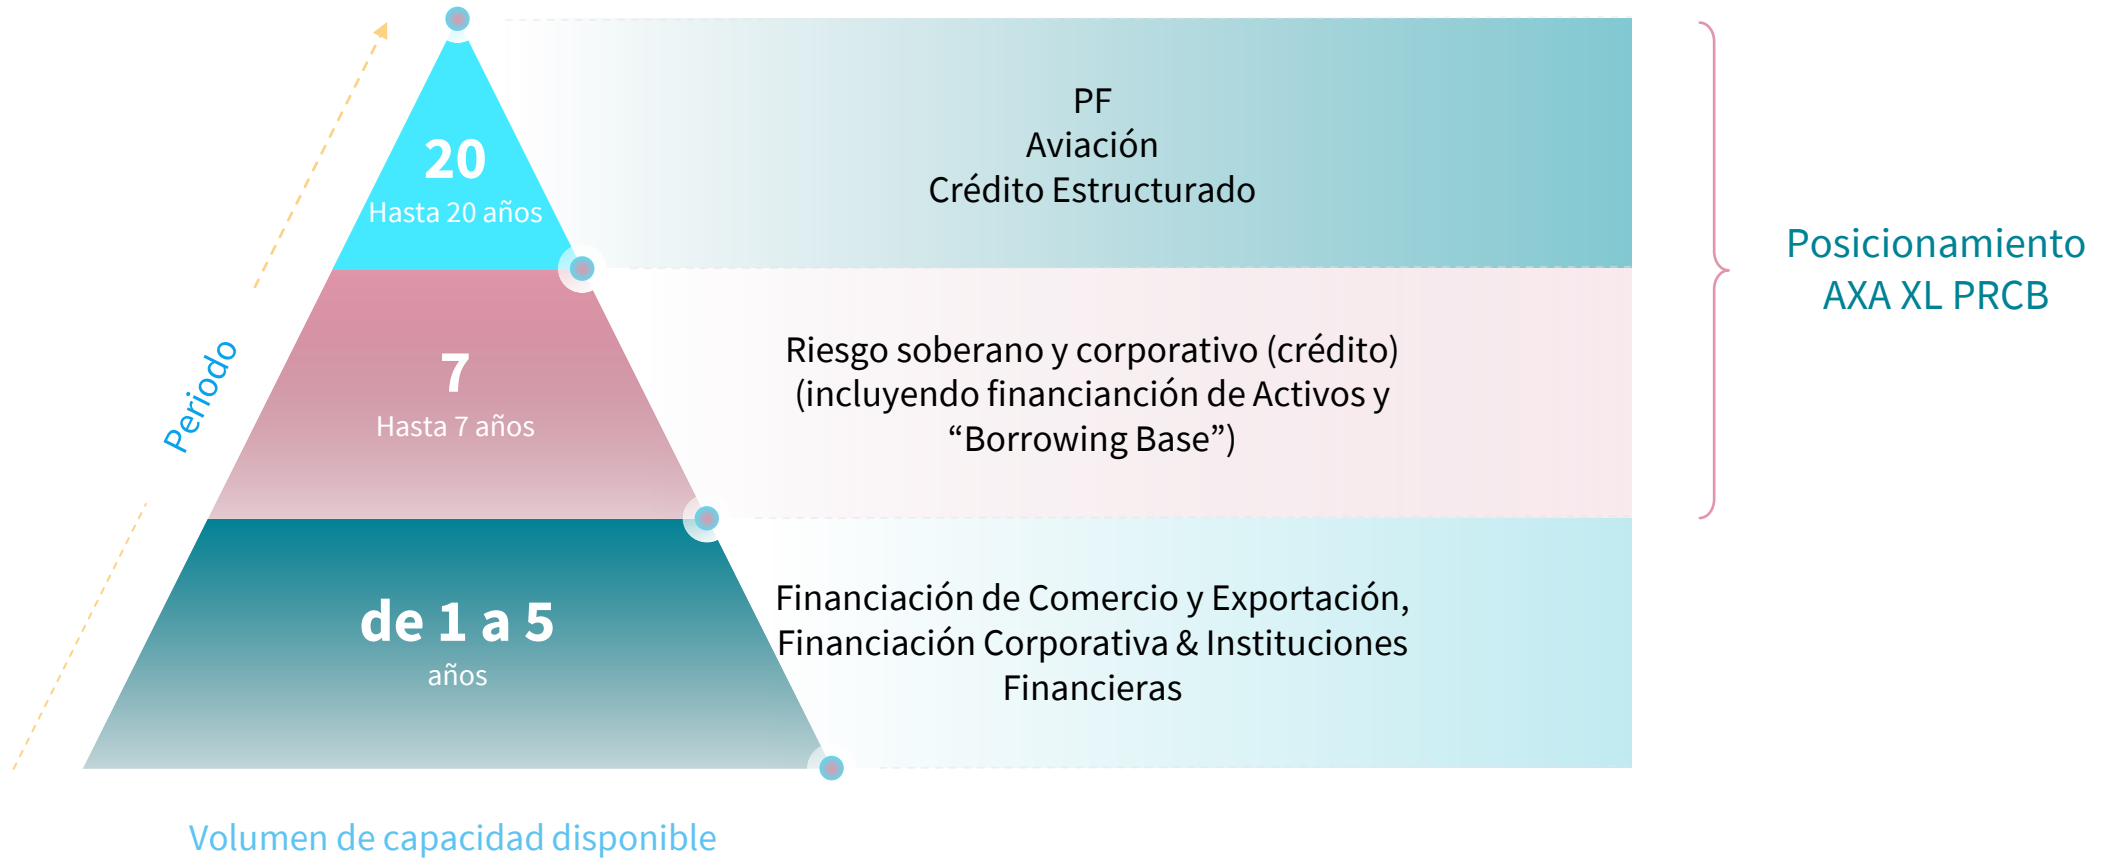 PF
Aviación
Crédito Estructurado
20
Hasta 20 años
Posicionamiento
AXA XL PRCB
Riesgo soberano y corporativo (crédito)
(incluyendo financianción de Activos y
“Borrowing Base”)
7
Hasta 7 años
Periodo
Financiación de Comercio y Exportación,
Financiación Corporativa & Instituciones
Financieras
de 1 a 5
años
Volumen de capacidad disponible